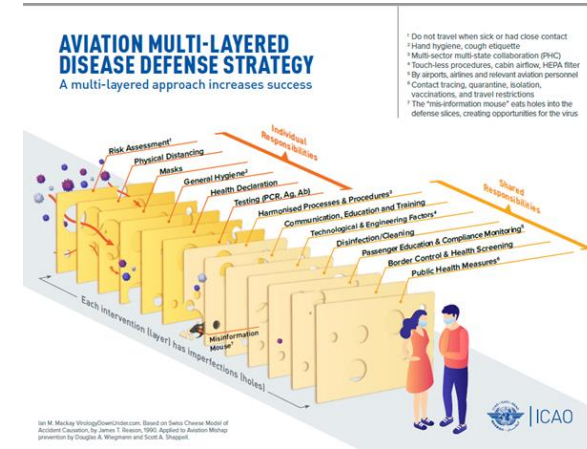 AVIATION MULTI-LAYERED
DISEASE DEFENSE STRATEGY
A multi-layered approach increases success
¹ Do not travel when sick or had close contact
² Hand hygiene, cough etiquette
³ Multi-sector multi-state collaboration (PHC)
⁴ Touch-less procedures, cabin airflow, HEPA filter
⁵ By airports, airlines and relevant aviation personnel
⁶ Contact tracing, quarantine, isolation,
vaccinations, and travel restrictions
⁷ The "mis-information mouse" eats holes into the
defense slices, creating opportunities for the virus
Individual
Responsibilities
Risk Assessment¹
Physical Distancing
Masks
General Hygiene²
Health Declaration
Testing (PCR, Ag, Ab)
Shared
Responsibilities
Harmonised Processes & Procedures³
Communication, Education and Training
Technological & Engineering Factors⁴
Disinfection/Cleaning
Passenger Education & Compliance Monitoring⁵
Border Control & Health Screening
Public Health Measures⁶
Misinformation
Mouse⁷
Each intervention (layer) has imperfections (holes)
Ian M. Mackay VirologyDownUnder.com. Based on Swiss Cheese Model of
Accident Causation, by James T. Reason, 1990. Applied to Aviation Mishap
prevention by Douglas A. Wiegmann and Scott A. Shappell.
ICAO